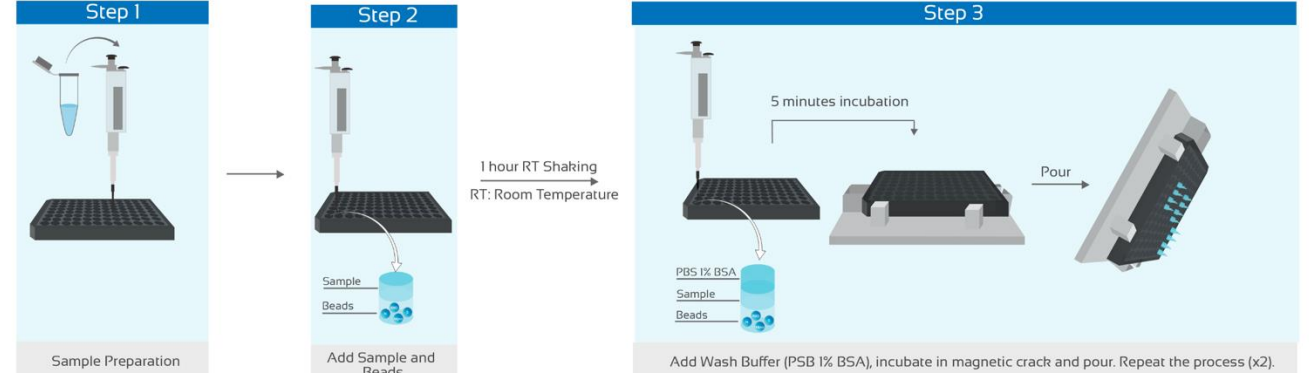 Step 1
Sample Preparation
Step 2
Sample
Beads
Add Sample and
Beads
1 hour RT Shaking
RT: Room Temperature
Step 3
5 minutes incubation
Pour
PBS 1% BSA
Sample
Beads
Add Wash Buffer (PSB 1% BSA), incubate in magnetic crack and pour. Repeat the process (x2).